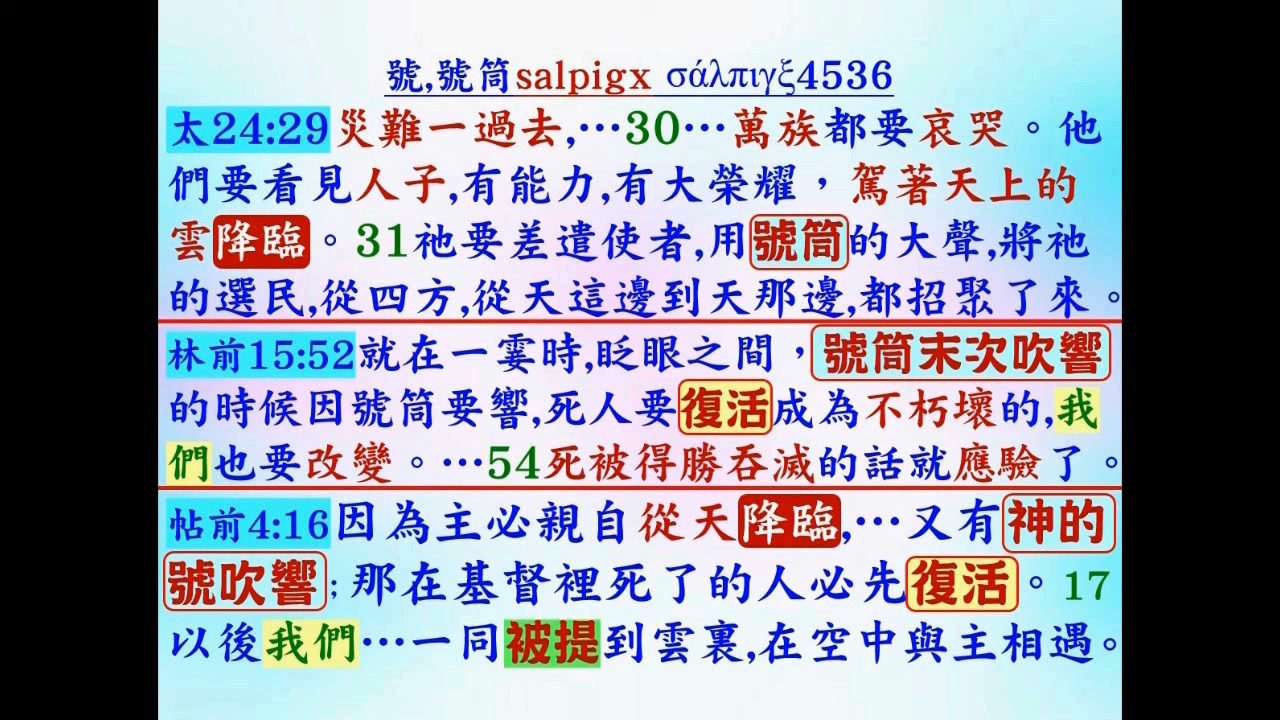 號,號筒salpigx σάλπιγξ4536
太24:29災難一過去,…30…萬族都要哀哭。他
們要看見人子,有能力,有大榮耀，駕著天上的
雲降臨。31祂要差遣使者,用號筒的大聲,將祂
的選民,從四方,從天這邊到天那邊,都招聚了來。
林前15:52就在一霎時,眨眼之間，號筒末次吹響
的時候因號筒要響,死人要復活成為不朽壞的,我
們也要改變。…54死被得勝吞滅的話就應驗了。
帖前4:16因為主必親自從天降臨,…又有神的
號吹響;那在基督裡死了的人必先復活。17
以後我們…一同被提到雲裏,在空中與主相遇。